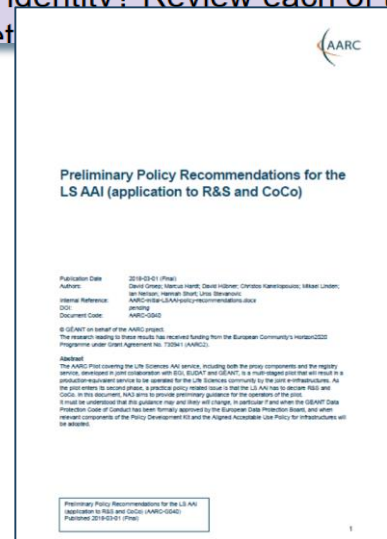 identity? Review each of
et
AARC
Preliminary Policy Recommendations for the
LS AAI (application to R&S and CoCo)
Publication Date 2019-03-01 (Final)
Authors: David Groep; Marcus Hardt; David Hübner; Christos Kanellopoulos; Mikael Linden;
Ian Neilson; Hannah Short; Uros Stevanovic
Internal Reference: AARC-Initial-LSAAI-policy-recommendations.docx
DOI: pending
Document Code: AARC-G040
© GÉANT on behalf of the AARC project.
The research leading to these results has received funding from the European Community's Horizon2020
Programme under Grant Agreement No. 730941 (AARC2).
Abstract
The AARC Pilot covering the Life Sciences AAI service, including both the proxy components and the registry
service, developed in joint collaboration with EGI, EUDAT and GÉANT, is a multi-staged pilot that will result in a
production-equivalent service to be operated for the Life Sciences community by the joint e-Infrastructures. As
the pilot enters its second phase, a practical policy related issue is that the LS AAI has to declare R&S and
CoCo. In this document, NA3 aims to provide preliminary guidance for the operators of the pilot.
It must be understood that this guidance may and likely will change, in particular if and when the GÉANT Data
Protection Code of Conduct has been formally approved by the European Data Protection Board, and when
relevant components of the Policy Development Kit and the Aligned Acceptable Use Policy for infrastructures will
be adopted.
Preliminary Policy Recommendations for the LS AAI
(application to R&S and CoCo) (AARC-G040)
Published 2019-03-01 (Final)
1